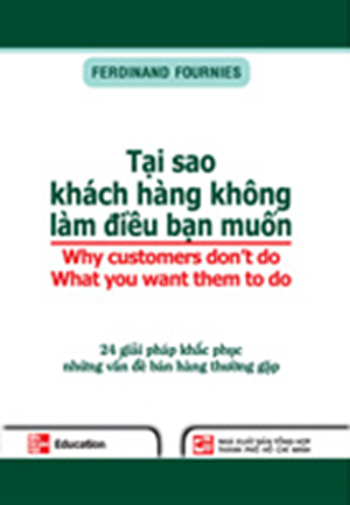 FERDINAND FOURNIES
Tại sao
khách hàng không
làm điều bạn muốn
Why customers don't do
What you want them to do
24 giải pháp khắc phục
những vấn đề bán hàng thường gặp
Education
NHÀ XUẤT BẢN TỔNG HỢP
THÀNH PHỐ HỒ CHÍ MINH